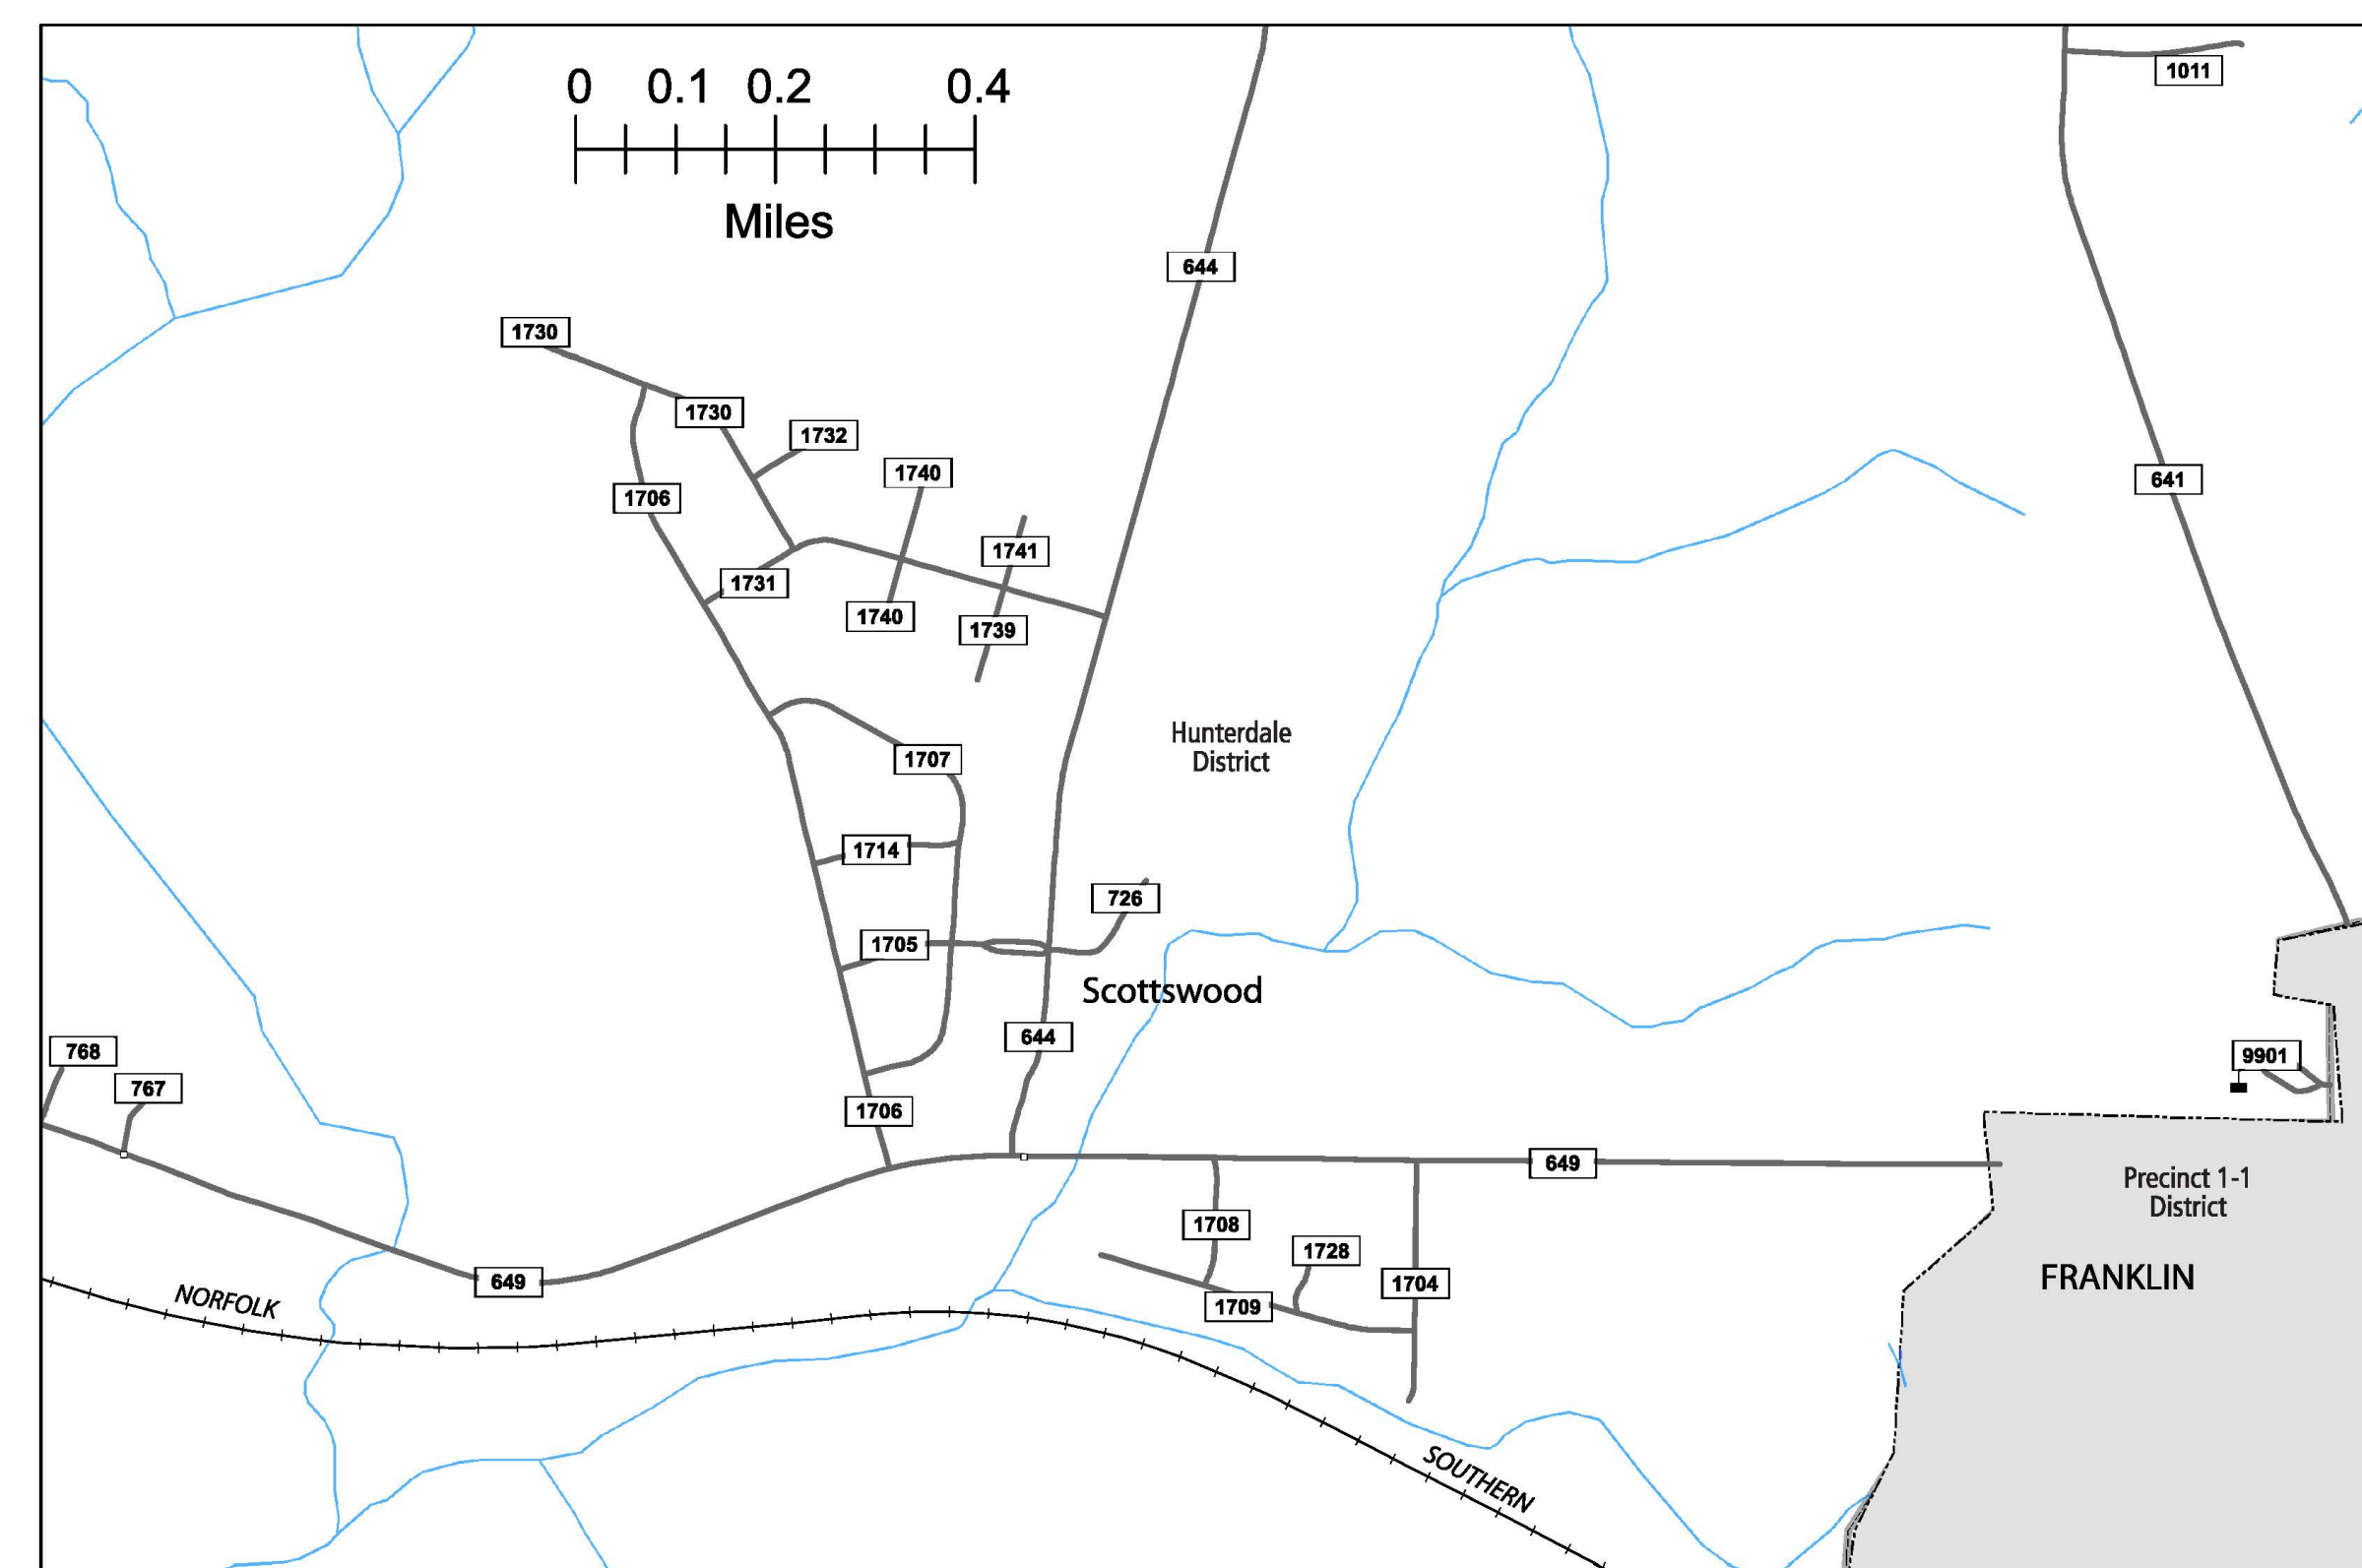 0 0.1 0.2 0.4
Miles
1011
644
1730
1730
1732
1740
641
1706
1741
1731
1740
1739
Hunterdale
District
1707
1714
726
1705
Scottswood
644
768
9901
767
1706
649
Precinct 1-1
District
1708
1728
FRANKLIN
649
1704
NORFOLK
1709
SOUTHERN